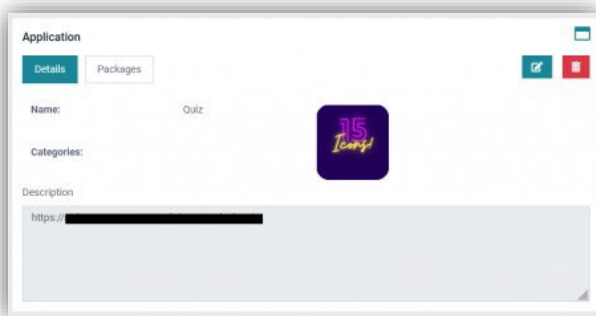 Application
Details
Packages
Name:
Quiz
15
Icons!
Categories:
Description
https://